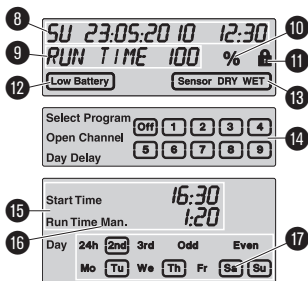 8
SU 23:05:20 10 12:30
9
RUN TIME 100 %
10
11
12
Low Battery
Sensor DRY WET
13
Select Program
Open Channel
Day Delay
Off 1 2 3 4
5 6 7 8 9
14
15
Start Time 16:30
Run Time Man. 1:20
16
Day 24h 2nd 3rd Odd Even
17
Mo Tu We Th Fr Sa Su